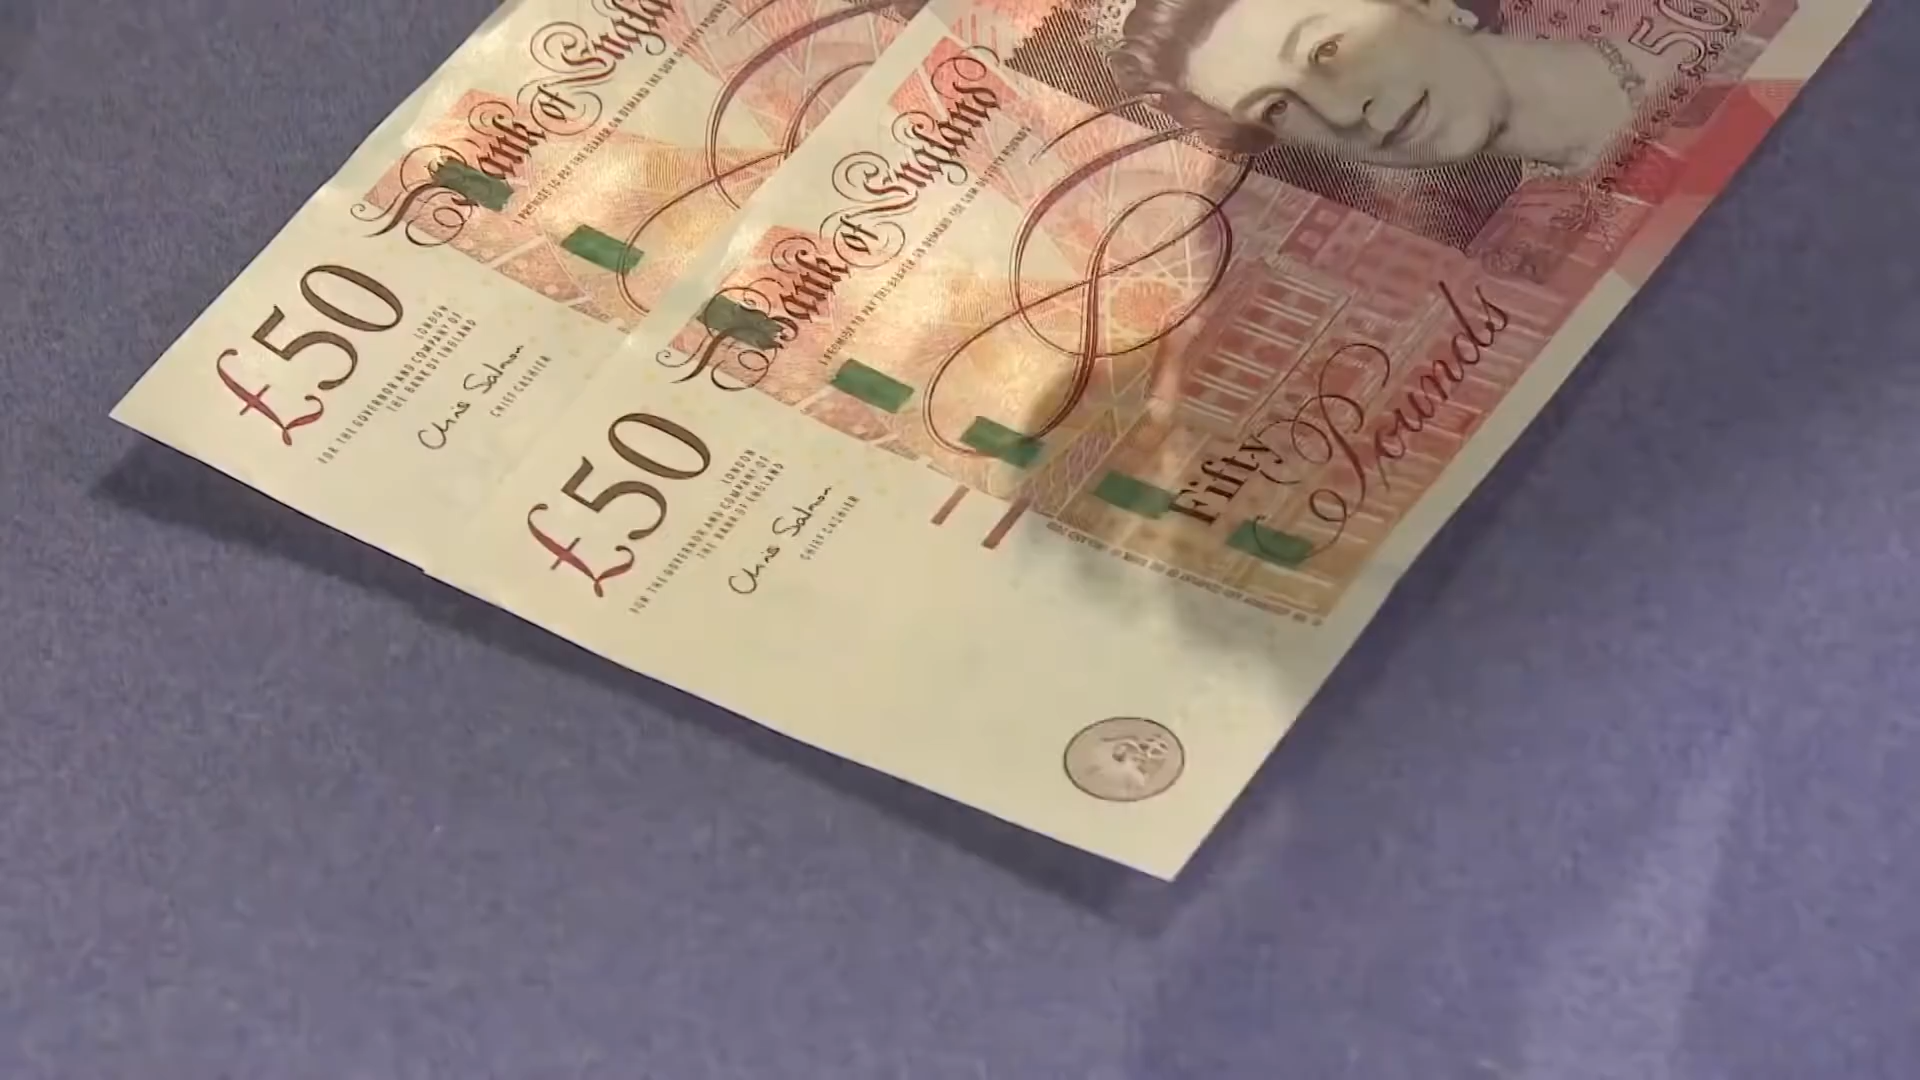 Bank of Engla
I PROMISE TO PAY THE BEARER ON DEMAND THE SUM OF
£50
FOR THE GOVERNOR AND COMPANY OF
LONDON
THE BANK OF ENGLAND
Chris Salmon
CHIEF CASHIER
Bank of England
I PROMISE TO PAY THE BEARER ON DEMAND THE SUM OF FIFTY POUNDS
£50
LONDON
FOR THE GOVERNOR AND COMPANY OF
THE BANK OF ENGLAND
Chris Salmon
CHIEF CASHIER
50
Fifty
Pounds